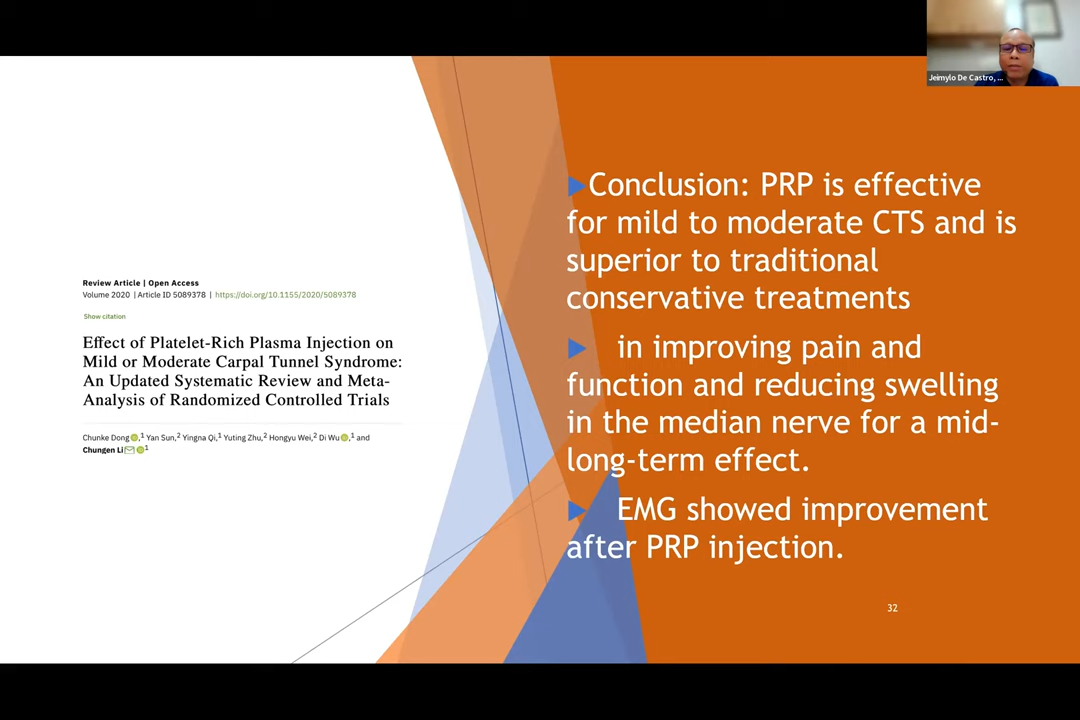 Jeimylo De Castro, ...
Review Article | Open Access
Volume 2020 | Article ID 5089378 | https://doi.org/10.1155/2020/5089378
Show citation
Effect of Platelet-Rich Plasma Injection on
Mild or Moderate Carpal Tunnel Syndrome:
An Updated Systematic Review and Meta-
Analysis of Randomized Controlled Trials
Chunke Dong,1 Yan Sun,2 Yingna Qi,1 Yuting Zhu,2 Hongyu Wei,2 Di Wu,1 and
Chungen Li1
Conclusion: PRP is effective
for mild to moderate CTS and is
superior to traditional
conservative treatments
in improving pain and
function and reducing swelling
in the median nerve for a mid-
long-term effect.
EMG showed improvement
after PRP injection.
32